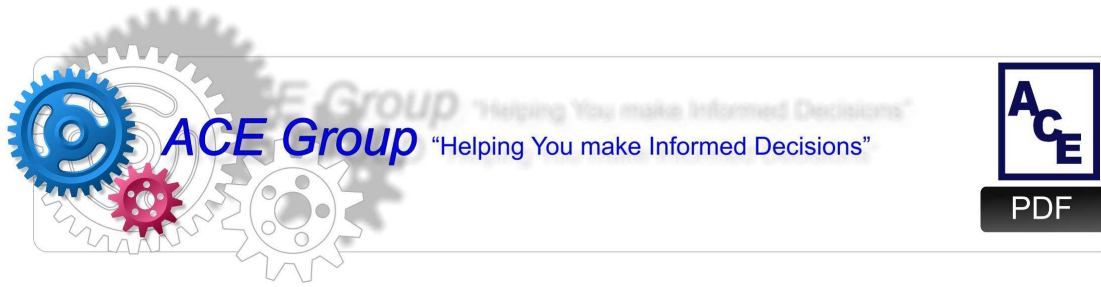 ACE Group "Helping You make Informed Decisions"
ACE
PDF